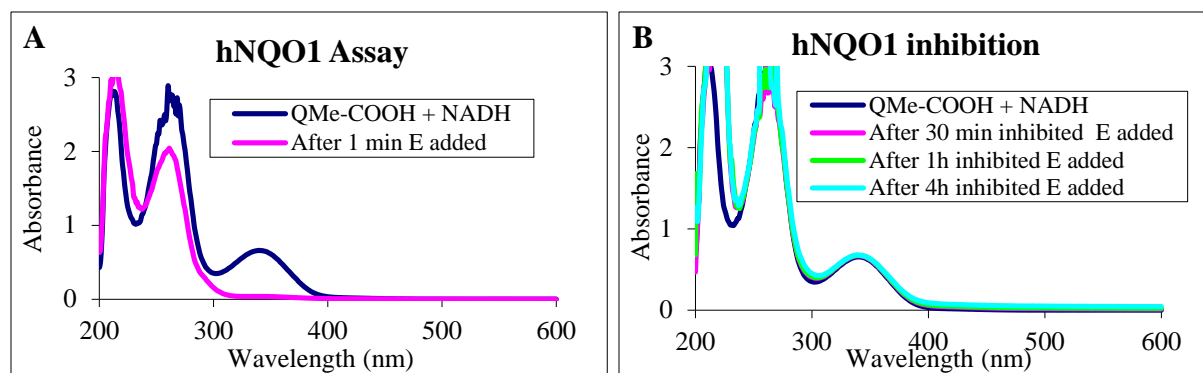 A
hNQO1 Assay
Absorbance
3
2
1
0
QMe-COOH + NADH
After 1 min E added
200 300 400 500 600
Wavelength (nm)
B
hNQO1 inhibition
Absorbance
3
2
1
0
QMe-COOH + NADH
After 30 min inhibited E added
After 1h inhibited E added
After 4h inhibited E added
200 300 400 500 600
Wavelength (nm)